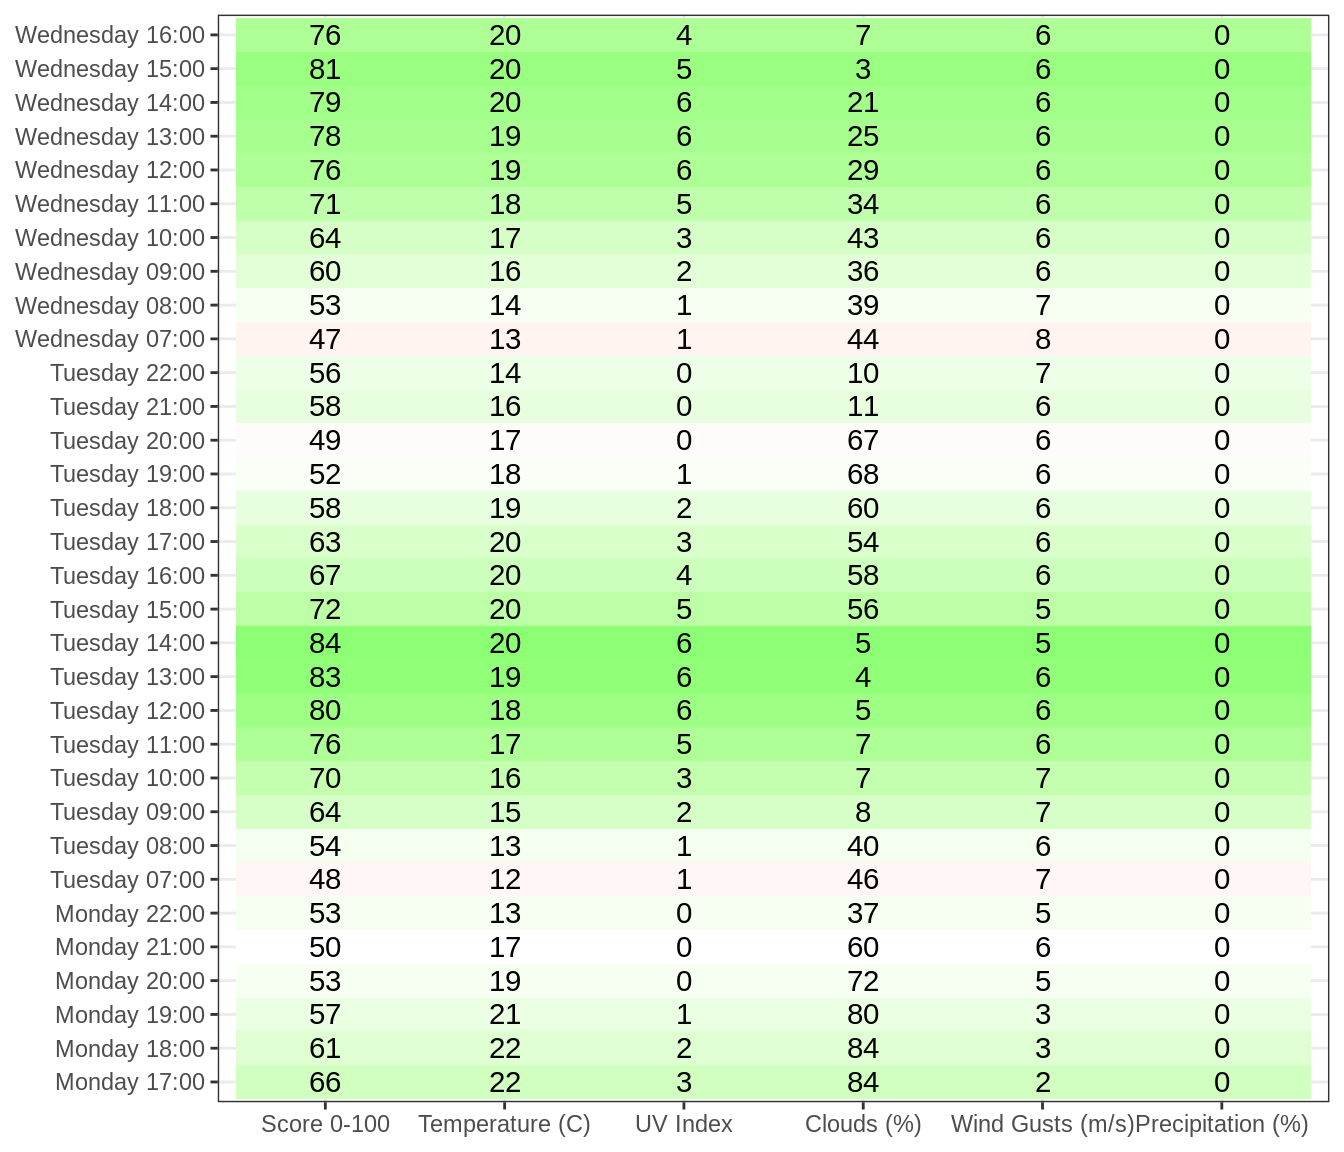 Wednesday 16:00 76 20 4 7 6 0
Wednesday 15:00 81 20 5 3 6 0
Wednesday 14:00 79 20 6 21 6 0
Wednesday 13:00 78 19 6 25 6 0
Wednesday 12:00 76 19 6 29 6 0
Wednesday 11:00 71 18 5 34 6 0
Wednesday 10:00 64 17 3 43 6 0
Wednesday 09:00 60 16 2 36 6 0
Wednesday 08:00 53 14 1 39 7 0
Wednesday 07:00 47 13 1 44 8 0
Tuesday 22:00 56 14 0 10 7 0
Tuesday 21:00 58 16 0 11 6 0
Tuesday 20:00 49 17 0 67 6 0
Tuesday 19:00 52 18 1 68 6 0
Tuesday 18:00 58 19 2 60 6 0
Tuesday 17:00 63 20 3 54 6 0
Tuesday 16:00 67 20 4 58 6 0
Tuesday 15:00 72 20 5 56 5 0
Tuesday 14:00 84 20 6 5 5 0
Tuesday 13:00 83 19 6 4 6 0
Tuesday 12:00 80 18 6 5 6 0
Tuesday 11:00 76 17 5 7 6 0
Tuesday 10:00 70 16 3 7 7 0
Tuesday 09:00 64 15 2 8 7 0
Tuesday 08:00 54 13 1 40 6 0
Tuesday 07:00 48 12 1 46 7 0
Monday 22:00 53 13 0 37 5 0
Monday 21:00 50 17 0 60 6 0
Monday 20:00 53 19 0 72 5 0
Monday 19:00 57 21 1 80 3 0
Monday 18:00 61 22 2 84 3 0
Monday 17:00 66 22 3 84 2 0
Score 0-100 Temperature (C) UV Index Clouds (%) Wind Gusts (m/s) Precipitation (%)